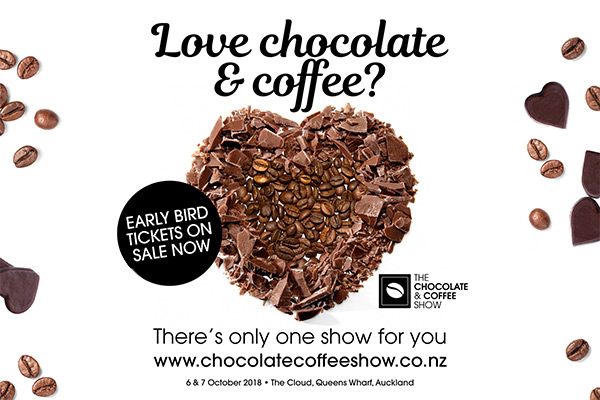 Love chocolate
& coffee?
EARLY BIRD
TICKETS ON
SALE NOW
THE
CHOCOLATE
& COFFEE
SHOW
There's only one show for you
www.chocolatecoffeeshow.co.nz
6 & 7 October 2018 • The Cloud, Queens Wharf, Auckland